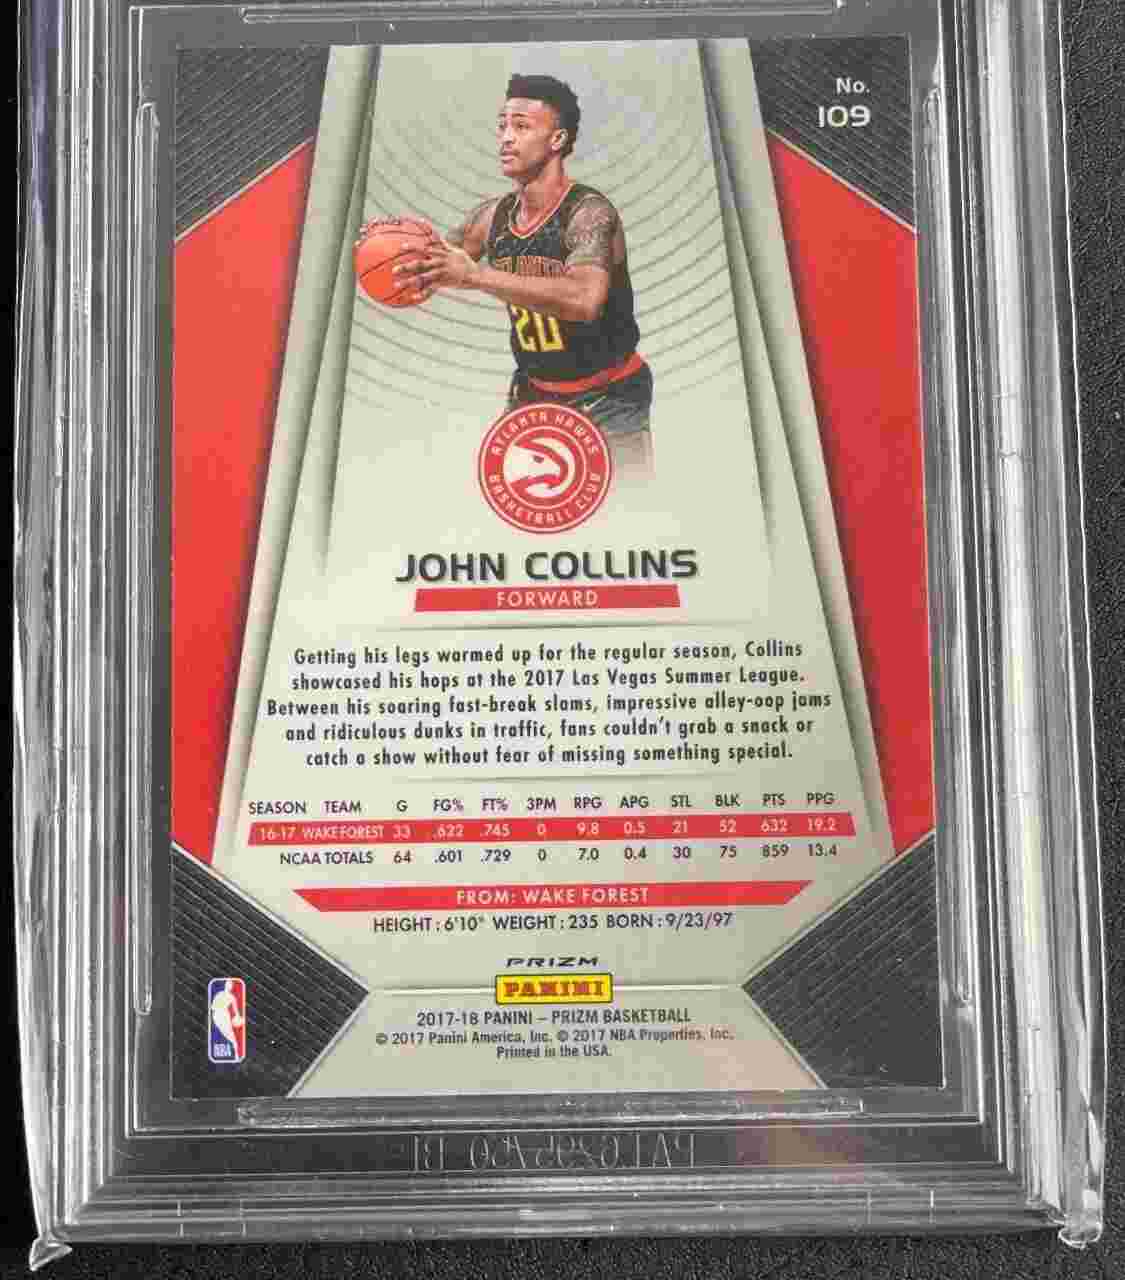 No.
109
ATLANTA
20
ATLANTA HAWKS
BASKETBALL CLUB
JOHN COLLINS
FORWARD
Getting his legs warmed up for the regular season, Collins
showcased his hops at the 2017 Las Vegas Summer League.
Between his soaring fast-break slams, impressive alley-oop jams
and ridiculous dunks in traffic, fans couldn't grab a snack or
catch a show without fear of missing something special.
SEASON TEAM G FG% FT% 3PM RPG APG STL BLK PTS PPG
16-17 WAKE FOREST 33 .622 .745 0 9.8 0.5 21 52 632 19.2
NCAA TOTALS 64 .601 .729 0 7.0 0.4 30 75 859 13.4
FROM: WAKE FOREST
HEIGHT : 6'10" WEIGHT : 235 BORN : 9/23/97
PRIZM
PANINI
NBA
2017-18 PANINI – PRIZM BASKETBALL
© 2017 Panini America, Inc. © 2017 NBA Properties, Inc.
Printed in the USA.